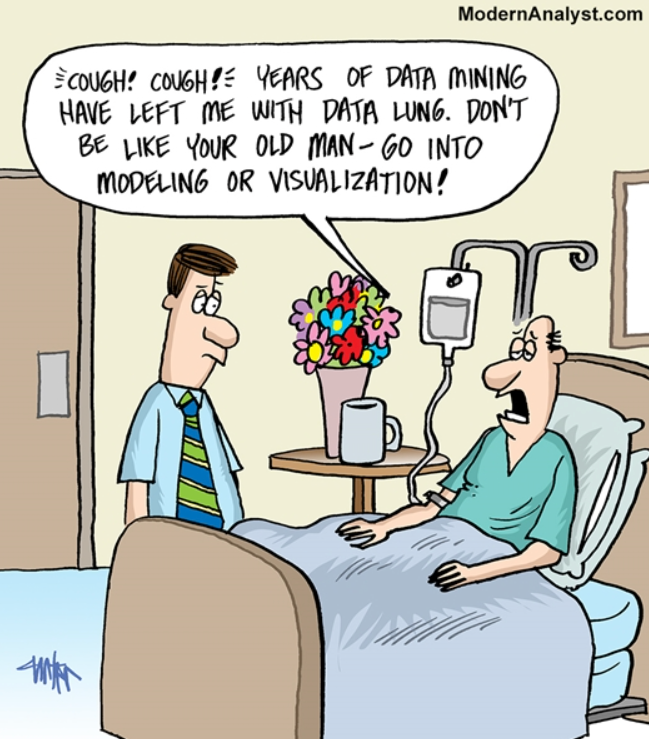 ModernAnalyst.com
COUGH! COUGH! YEARS OF DATA MINING
HAVE LEFT ME WITH DATA LUNG. DON'T
BE LIKE YOUR OLD MAN – GO INTO
MODELING OR VISUALIZATION!